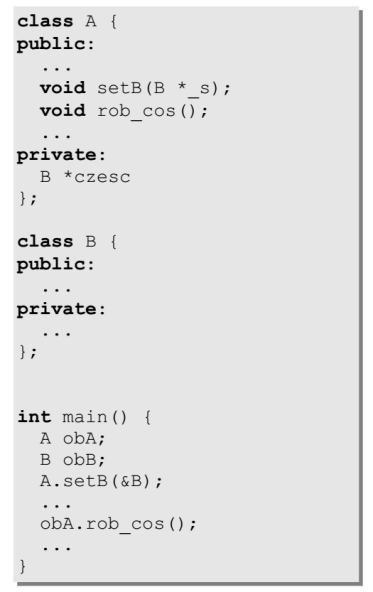 class A {
public:
  ...
  void setB(B *_s);
  void rob_cos();
  ...
private:
  B *czesc
};

class B {
public:
  ...
private:
  ...
};


int main() {
  A obA;
  B obB;
  A.setB(&B);
  ...
  obA.rob_cos();
  ...
}